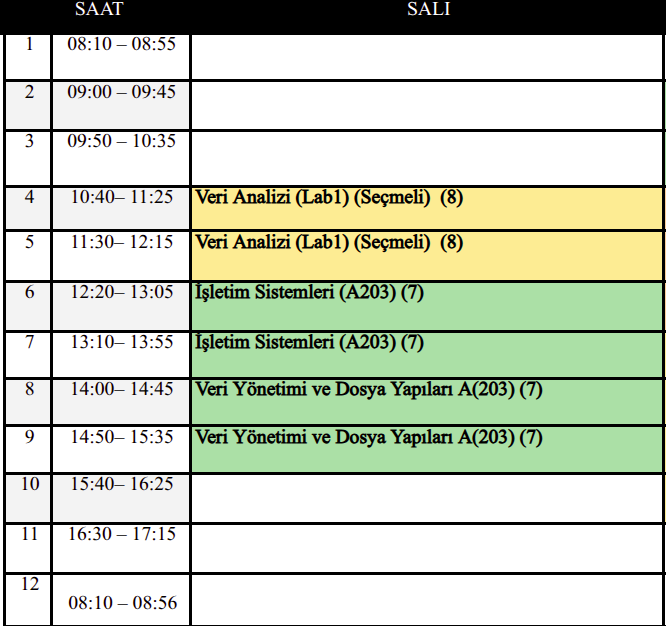 SAAT SALI
1 08:10 – 08:55
2 09:00 – 09:45
3 09:50 – 10:35
4 10:40– 11:25 Veri Analizi (Lab1) (Seçmeli) (8)
5 11:30– 12:15 Veri Analizi (Lab1) (Seçmeli) (8)
6 12:20– 13:05 İşletim Sistemleri (A203) (7)
7 13:10– 13:55 İşletim Sistemleri (A203) (7)
8 14:00– 14:45 Veri Yönetimi ve Dosya Yapıları A(203) (7)
9 14:50– 15:35 Veri Yönetimi ve Dosya Yapıları A(203) (7)
10 15:40– 16:25
11 16:30 – 17:15
12
08:10 – 08:56